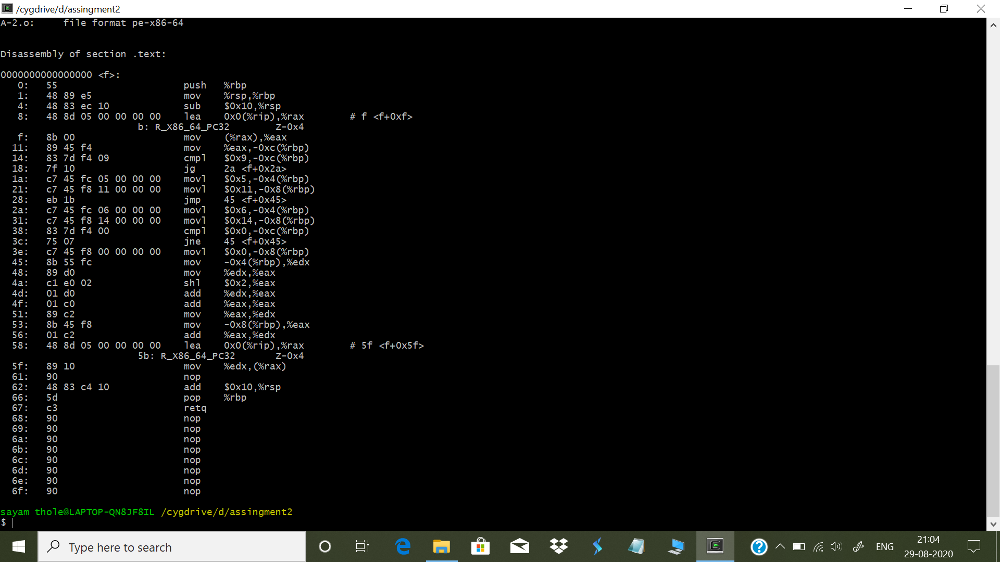 /cygdrive/d/assingment2
A-2.o:     file format pe-x86-64
Disassembly of section .text:
0000000000000000 <f>:
   0:   55                      push   %rbp
   1:   48 89 e5                mov    %rsp,%rbp
   4:   48 83 ec 10             sub    $0x10,%rsp
   8:   48 8d 05 00 00 00 00    lea    0x0(%rip),%rax        # f <f+0xf>
                        b: R_X86_64_PC32        Z-0x4
   f:   8b 00                   mov    (%rax),%eax
  11:   89 45 f4                mov    %eax,-0xc(%rbp)
  14:   83 7d f4 09             cmpl   $0x9,-0xc(%rbp)
  18:   7f 10                   jg     2a <f+0x2a>
  1a:   c7 45 fc 05 00 00 00    movl   $0x5,-0x4(%rbp)
  21:   c7 45 f8 11 00 00 00    movl   $0x11,-0x8(%rbp)
  28:   eb 1b                   jmp    45 <f+0x45>
  2a:   c7 45 fc 06 00 00 00    movl   $0x6,-0x4(%rbp)
  31:   c7 45 f8 14 00 00 00    movl   $0x14,-0x8(%rbp)
  38:   83 7d f4 00             cmpl   $0x0,-0xc(%rbp)
  3c:   75 07                   jne    45 <f+0x45>
  3e:   c7 45 f8 00 00 00 00    movl   $0x0,-0x8(%rbp)
  45:   8b 55 fc                mov    -0x4(%rbp),%edx
  48:   89 d0                   mov    %edx,%eax
  4a:   c1 e0 02                shl    $0x2,%eax
  4d:   01 d0                   add    %edx,%eax
  4f:   01 c0                   add    %eax,%eax
  51:   89 c2                   mov    %eax,%edx
  53:   8b 45 f8                mov    -0x8(%rbp),%eax
  56:   01 c2                   add    %eax,%edx
  58:   48 8d 05 00 00 00 00    lea    0x0(%rip),%rax        # 5f <f+0x5f>
                        5b: R_X86_64_PC32       Z-0x4
  5f:   89 10                   mov    %edx,(%rax)
  61:   90                      nop
  62:   48 83 c4 10             add    $0x10,%rsp
  66:   5d                      pop    %rbp
  67:   c3                      retq
  68:   90                      nop
  69:   90                      nop
  6a:   90                      nop
  6b:   90                      nop
  6c:   90                      nop
  6d:   90                      nop
  6e:   90                      nop
  6f:   90                      nop
sayam thole@LAPTOP-QN8JF8IL /cygdrive/d/assingment2
$
Type here to search
ENG
21:04
29-08-2020